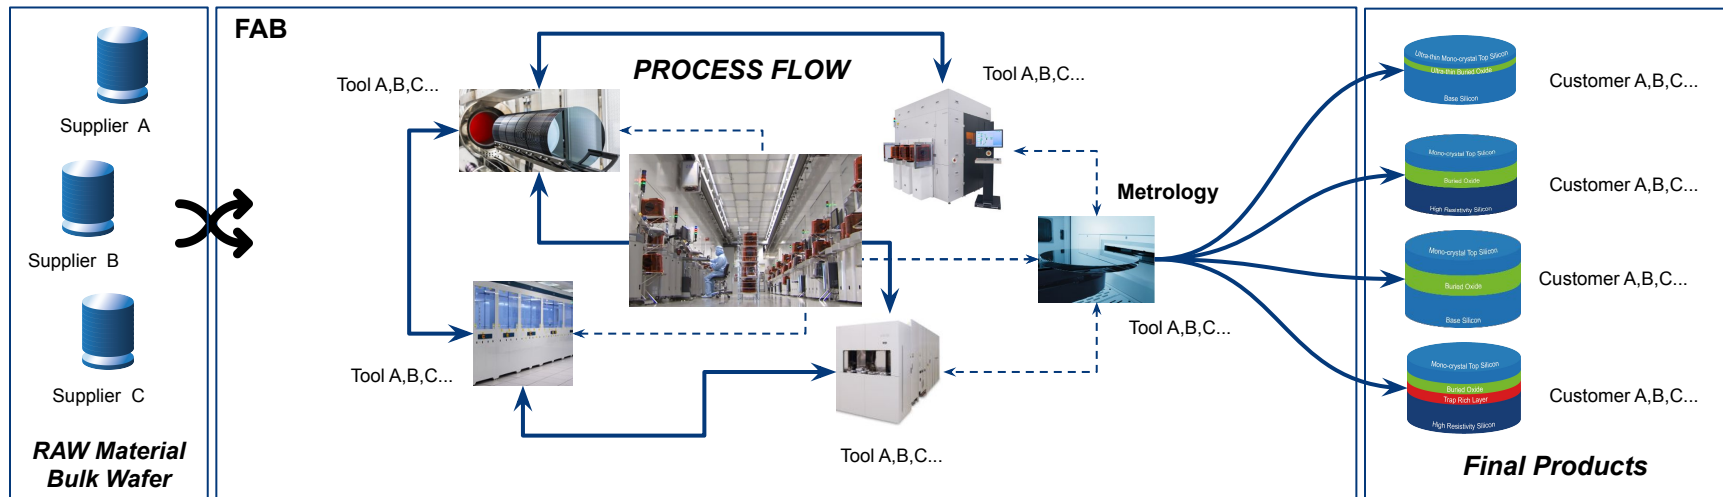 Supplier A
Supplier B
Supplier C
RAW Material
Bulk Wafer
FAB
PROCESS FLOW
Tool A,B,C...
Tool A,B,C...
Metrology
Tool A,B,C...
Tool A,B,C...
Tool A,B,C...
Ultra-thin Mono-crystal Top Silicon
Ultra-thin Buried Oxide
Base Silicon
Customer A,B,C...
Mono-crystal Top Silicon
Buried Oxide
High Resistivity Silicon
Customer A,B,C...
Mono-crystal Top Silicon
Buried Oxide
Base Silicon
Customer A,B,C...
Mono-crystal Top Silicon
Buried Oxide
Trap Rich Layer
High Resistivity Silicon
Customer A,B,C...
Final Products